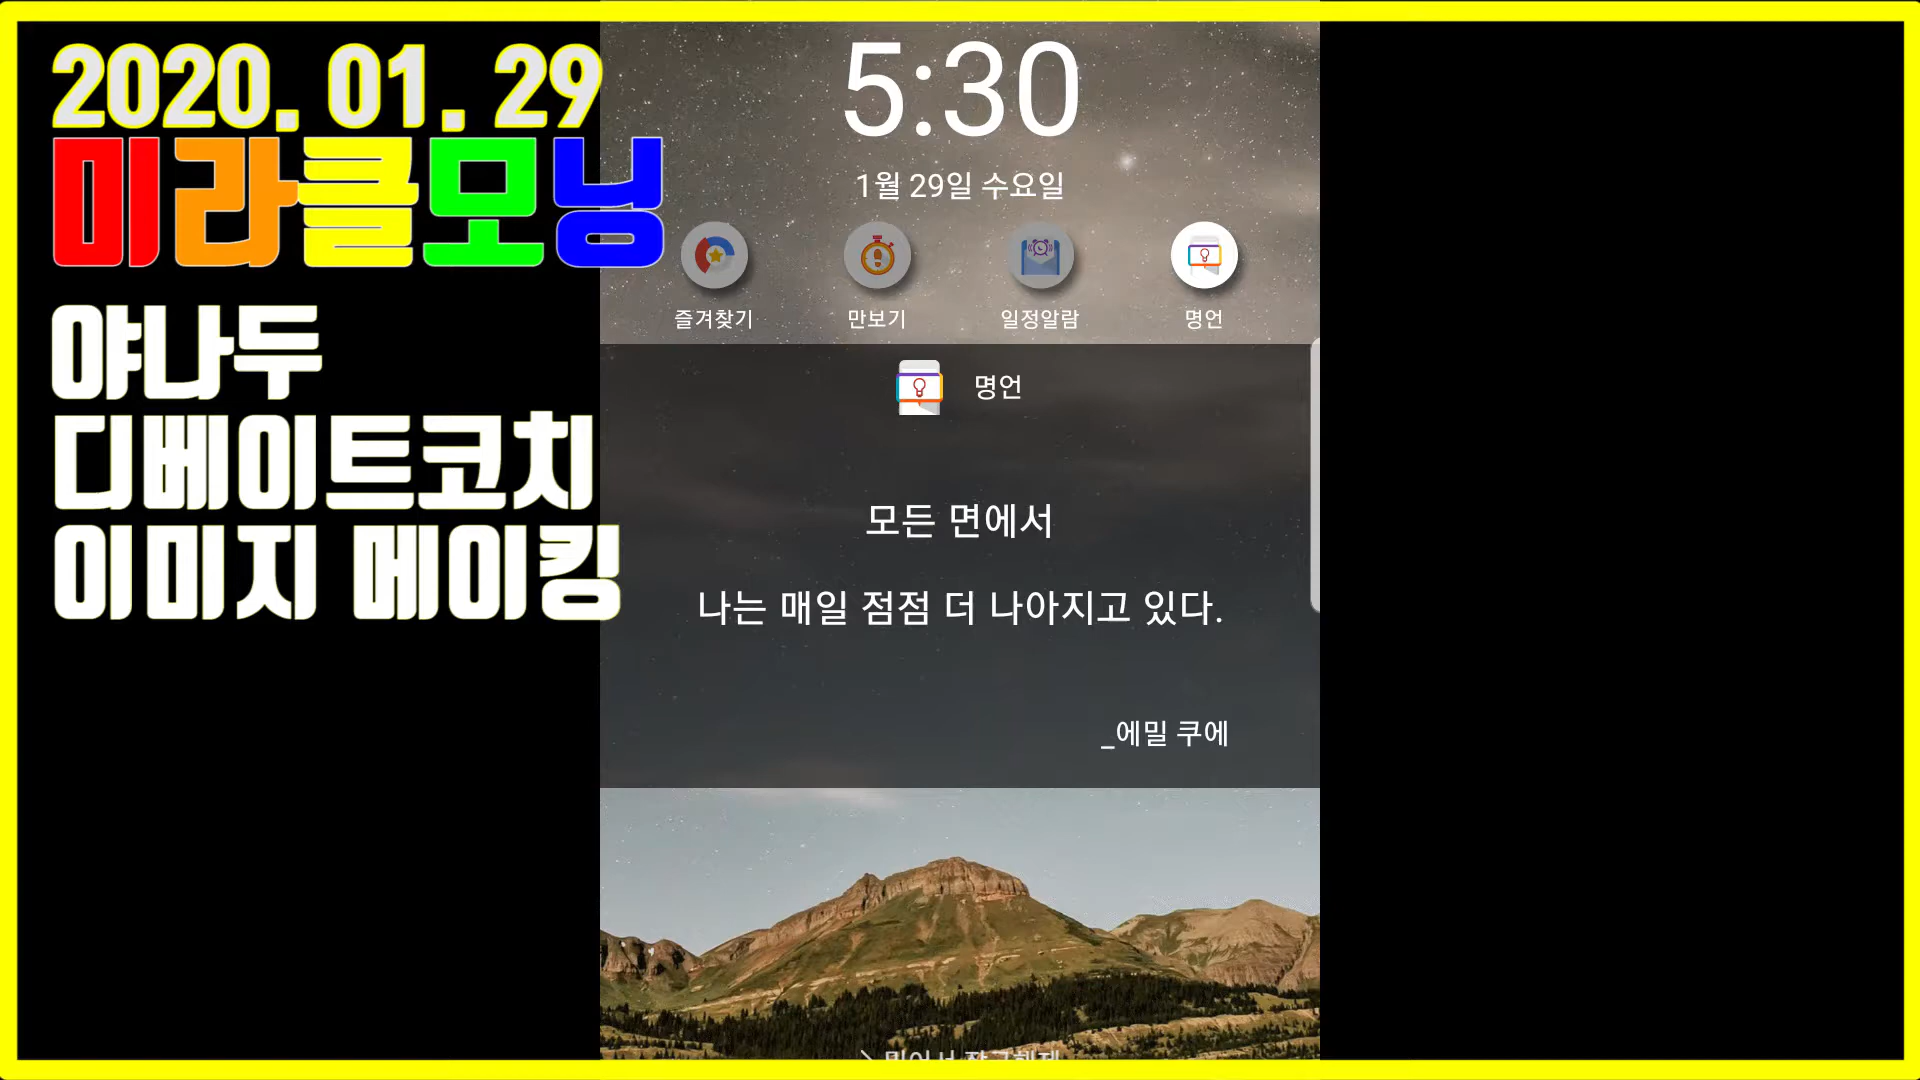 2020. 01. 29
미라클모닝
야나두
디베이트코치
이미지 메이킹
5:30
1월 29일 수요일
즐겨찾기
만보기
일정알람
명언
명언
모든 면에서
나는 매일 점점 더 나아지고 있다.
_에밀 쿠에